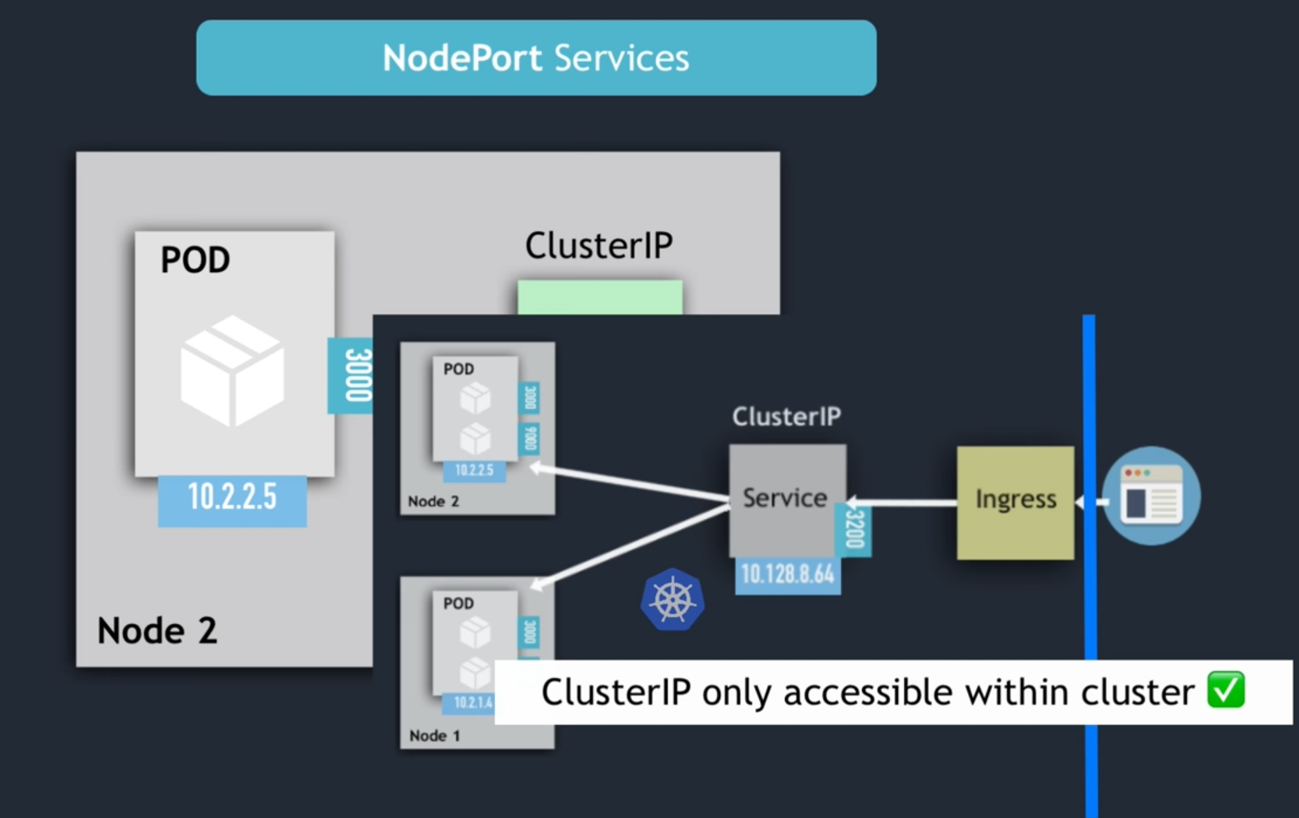 NodePort Services
POD
3000
10.2.2.5
Node 2
ClusterIP
POD
3000
9000
10.2.2.5
Node 2
ClusterIP
Service
3200
10.128.8.64
Ingress
POD
3000
10.2.1.4
Node 1
ClusterIP only accessible within cluster ✅